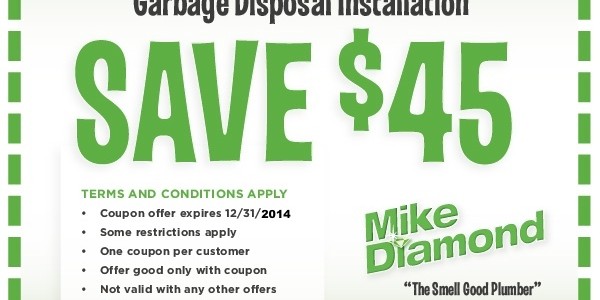 Garbage Disposal Installation
SAVE $45
TERMS AND CONDITIONS APPLY
• Coupon offer expires 12/31/2014
• Some restrictions apply
• One coupon per customer
• Offer good only with coupon
• Not valid with any other offers
Mike
Diamond
“The Smell Good Plumber”